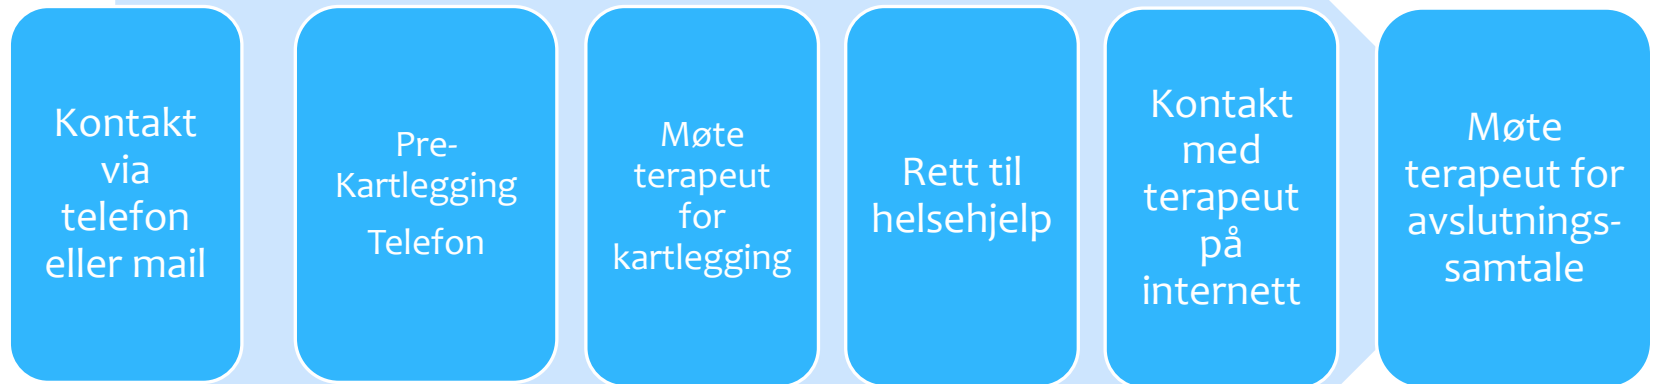 Kontakt
via
telefon
eller mail
Pre-
Kartlegging
Telefon
Møte
terapeut
for
kartlegging
Rett til
helsehjelp
Kontakt
med
terapeut
på
internett
Møte
terapeut for
avslutnings-
samtale